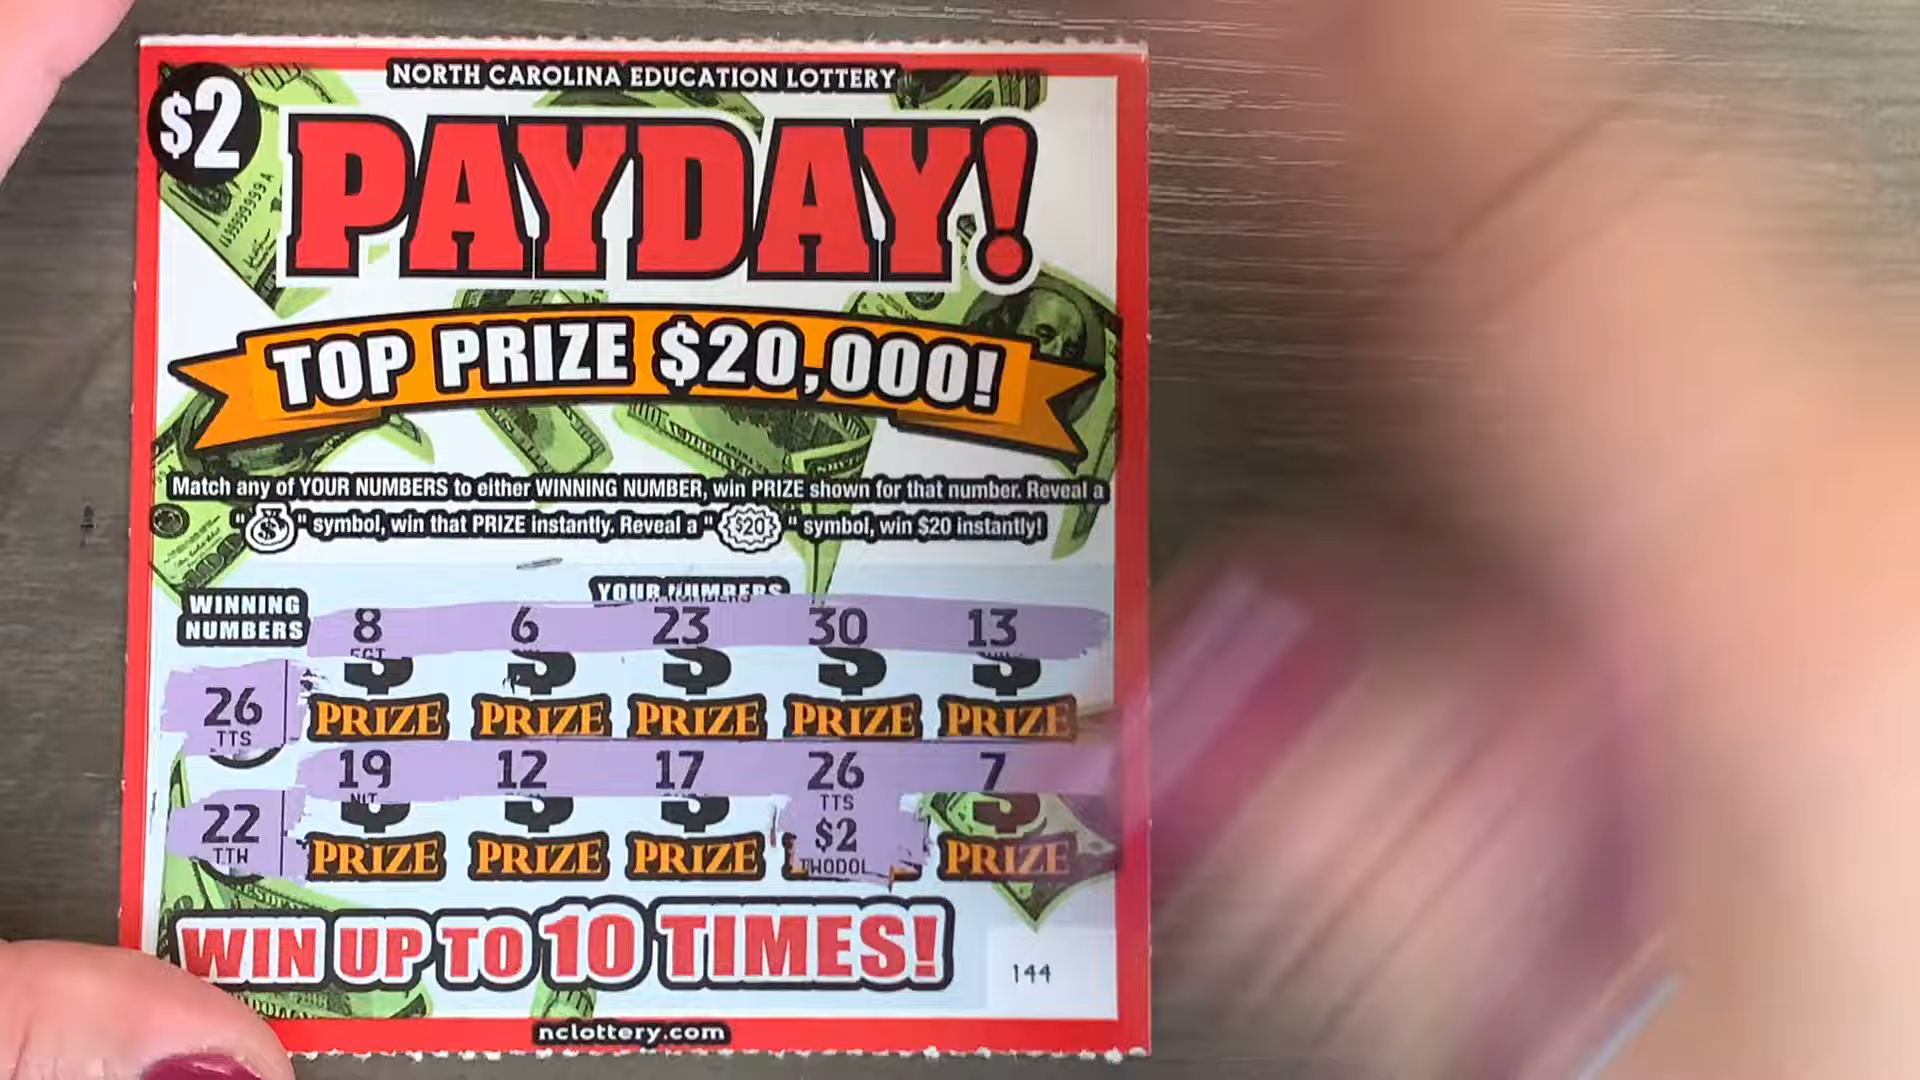 NORTH CAROLINA EDUCATION LOTTERY
$2
PAYDAY!
TOP PRIZE $20,000!
Match any of YOUR NUMBERS to either WINNING NUMBER, win PRIZE shown for that number. Reveal a
" $ " symbol, win that PRIZE instantly. Reveal a " $20 " symbol, win $20 instantly!
WINNING NUMBERS
YOUR NUMBERS
8 6 23 30 13
$ $ $ $ $
26
TTS
PRIZE PRIZE PRIZE PRIZE PRIZE
19 12 17 26 7
TTS
22
TTW
$ $ $ $2 $
TWODOL
PRIZE PRIZE PRIZE PRIZE
WIN UP TO 10 TIMES!
144
nclottery.com